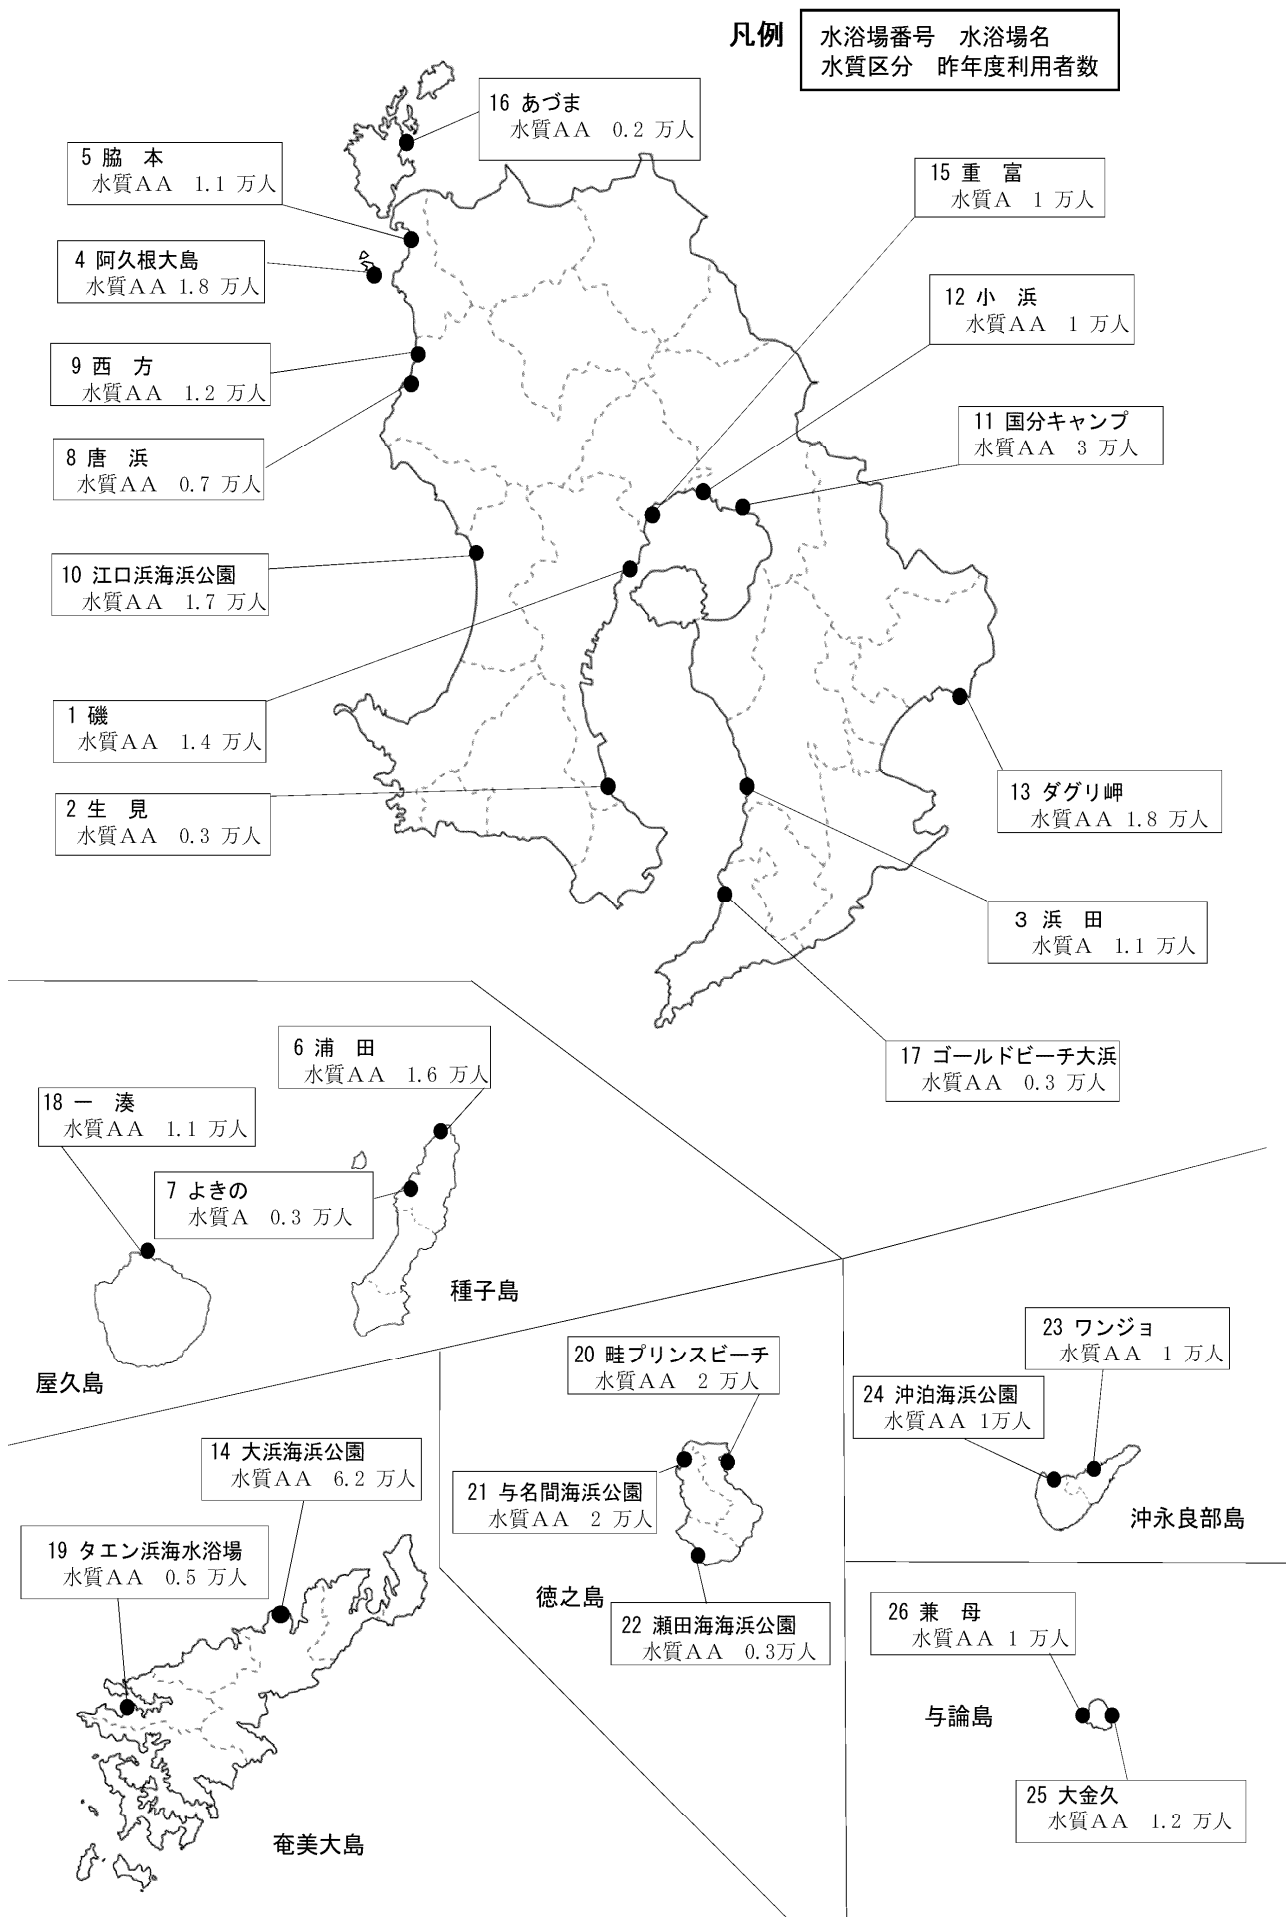 凡例
水浴場番号　水浴場名
水質区分　昨年度利用者数
16 あづま
水質ＡＡ　0.2 万人
5 脇　本
水質ＡＡ　1.1 万人
15 重　富
水質Ａ　1 万人
4 阿久根大島
水質ＡＡ 1.8 万人
12 小　浜
水質ＡＡ　1 万人
9 西　方
水質ＡＡ　1.2 万人
11 国分キャンプ
水質ＡＡ　3 万人
8 唐　浜
水質ＡＡ　0.7 万人
10 江口浜海浜公園
水質ＡＡ　1.7 万人
1 磯
水質ＡＡ　1.4 万人
13 ダグリ岬
水質ＡＡ 1.8 万人
2 生　見
水質ＡＡ　0.3 万人
３ 浜　田
水質Ａ　1.1 万人
17 ゴールドビーチ大浜
水質ＡＡ　0.3 万人
6 浦　田
水質ＡＡ　1.6 万人
18 一　湊
水質ＡＡ　1.1 万人
7 よきの
水質Ａ　0.3 万人
種子島
屋久島
23 ワンジョ
水質ＡＡ　1 万人
20 畦プリンスビーチ
水質ＡＡ　2 万人
24 沖泊海浜公園
水質ＡＡ 1万人
14 大浜海浜公園
水質ＡＡ　6.2 万人
21 与名間海浜公園
水質ＡＡ　2 万人
沖永良部島
19 タエン浜海水浴場
水質ＡＡ　0.5 万人
徳之島
22 瀬田海海浜公園
水質ＡＡ　0.3万人
26 兼　母
水質ＡＡ 1 万人
与論島
25 大金久
水質ＡＡ　1.2 万人
奄美大島